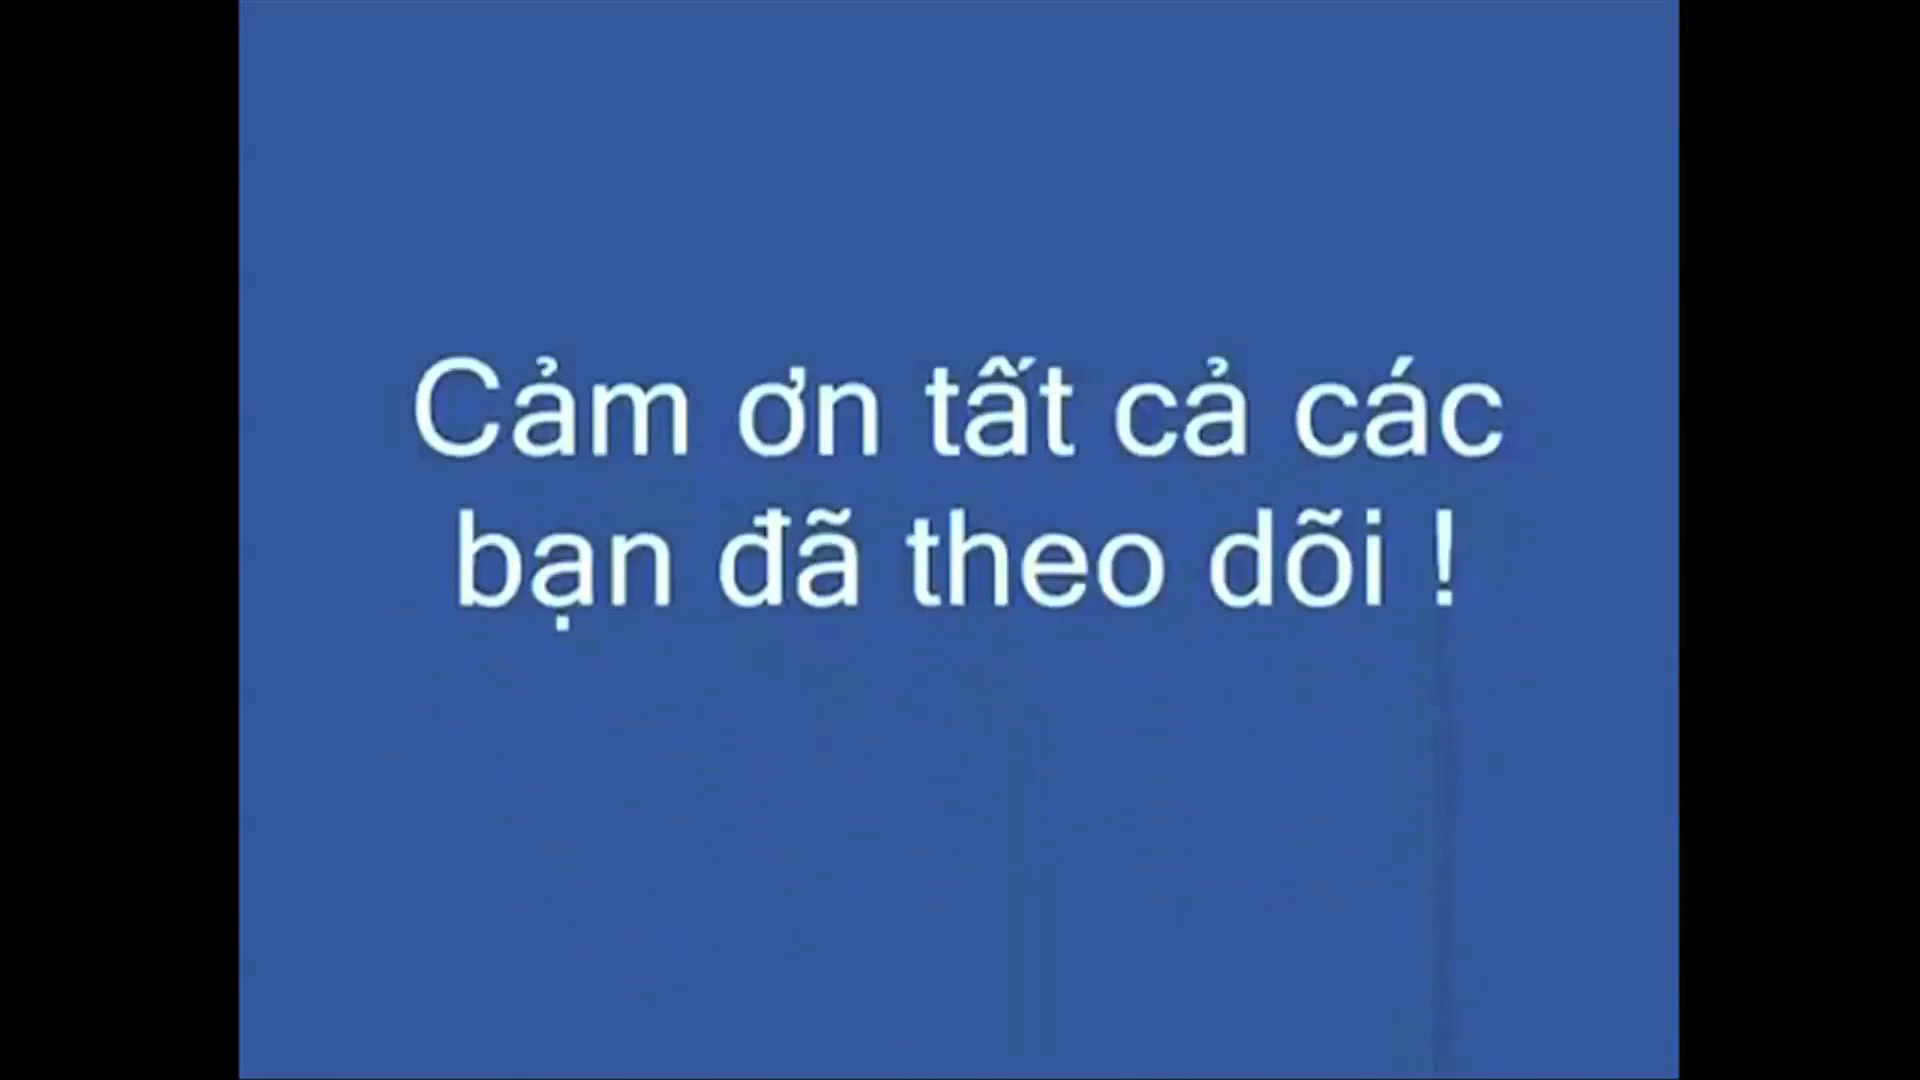 Cảm ơn tất cả các
bạn đã theo dõi !